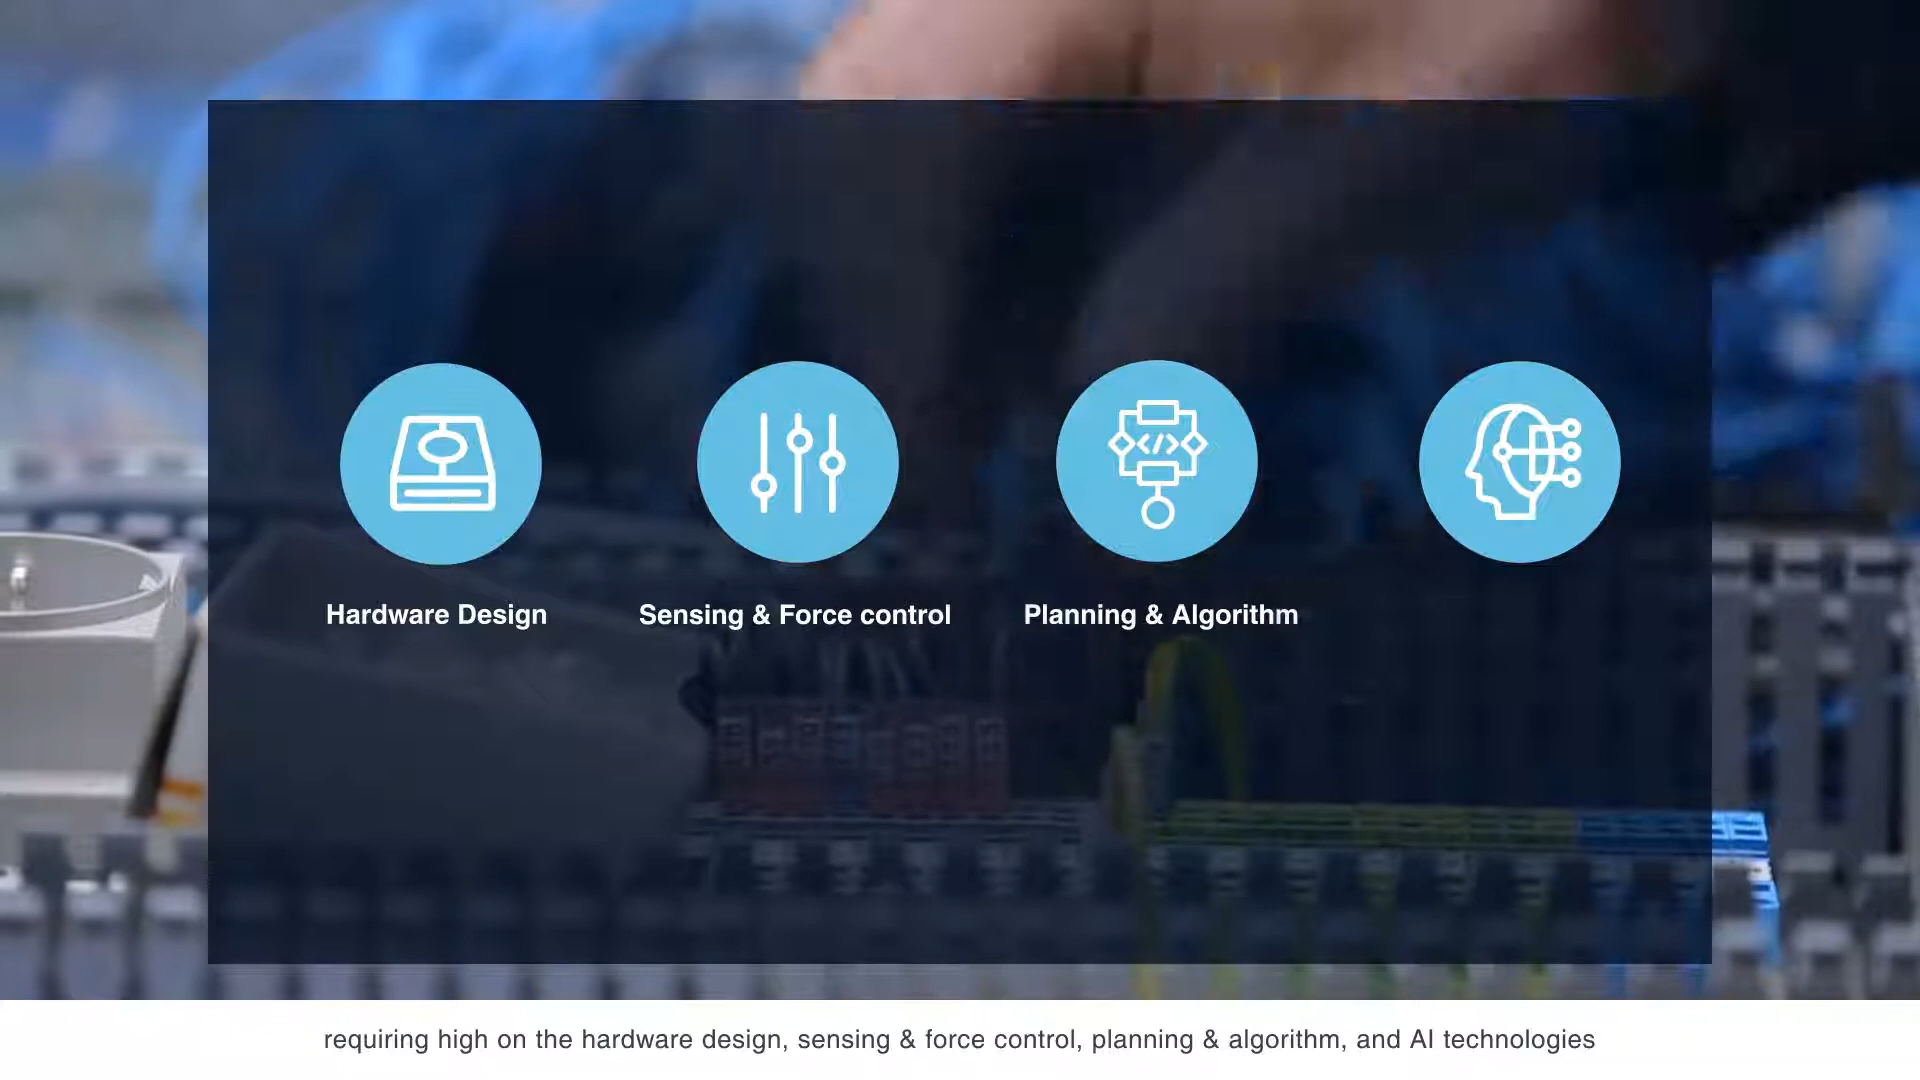 Hardware Design
Sensing & Force control
Planning & Algorithm
requiring high on the hardware design, sensing & force control, planning & algorithm, and AI technologies